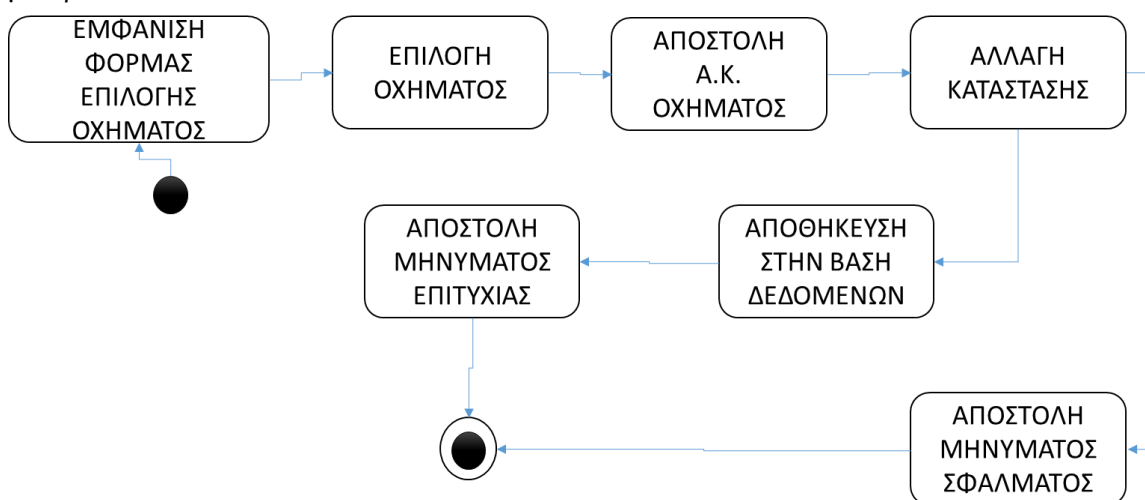 ΕΜΦΑΝΙΣΗ
ΦΟΡΜΑΣ
ΕΠΙΛΟΓΗΣ
ΟΧΗΜΑΤΟΣ
ΕΠΙΛΟΓΗ
ΟΧΗΜΑΤΟΣ
ΑΠΟΣΤΟΛΗ
Α.Κ.
ΟΧΗΜΑΤΟΣ
ΑΛΛΑΓΗ
ΚΑΤΑΣΤΑΣΗΣ
ΑΠΟΣΤΟΛΗ
ΜΗΝΥΜΑΤΟΣ
ΕΠΙΤΥΧΙΑΣ
ΑΠΟΘΗΚΕΥΣΗ
ΣΤΗΝ ΒΑΣΗ
ΔΕΔΟΜΕΝΩΝ
ΑΠΟΣΤΟΛΗ
ΜΗΝΥΜΑΤΟΣ
ΣΦΑΛΜΑΤΟΣ